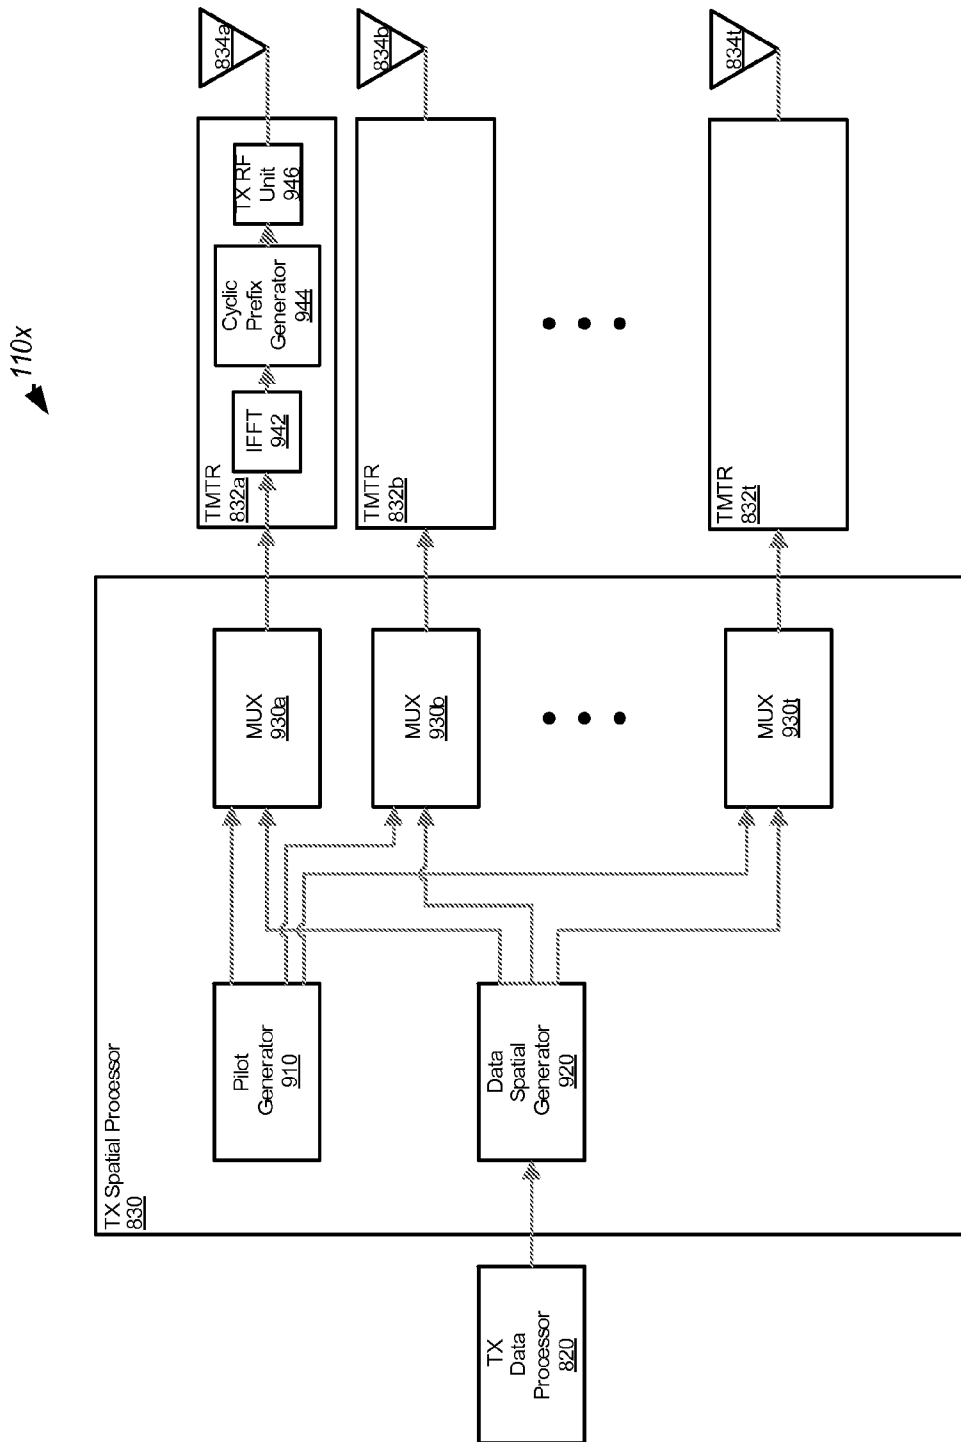 110x
TX
Data
Processor
820
TX Spatial Processor
830
Pilot
Generator
910
Data
Spatial
Generator
920
MUX
930a
MUX
930b
MUX
930t
TMTR
832a
IFFT
942
Cyclic
Prefix
Generator
944
TX RF
Unit
946
834a
TMTR
832b
834b
TMTR
832t
834t